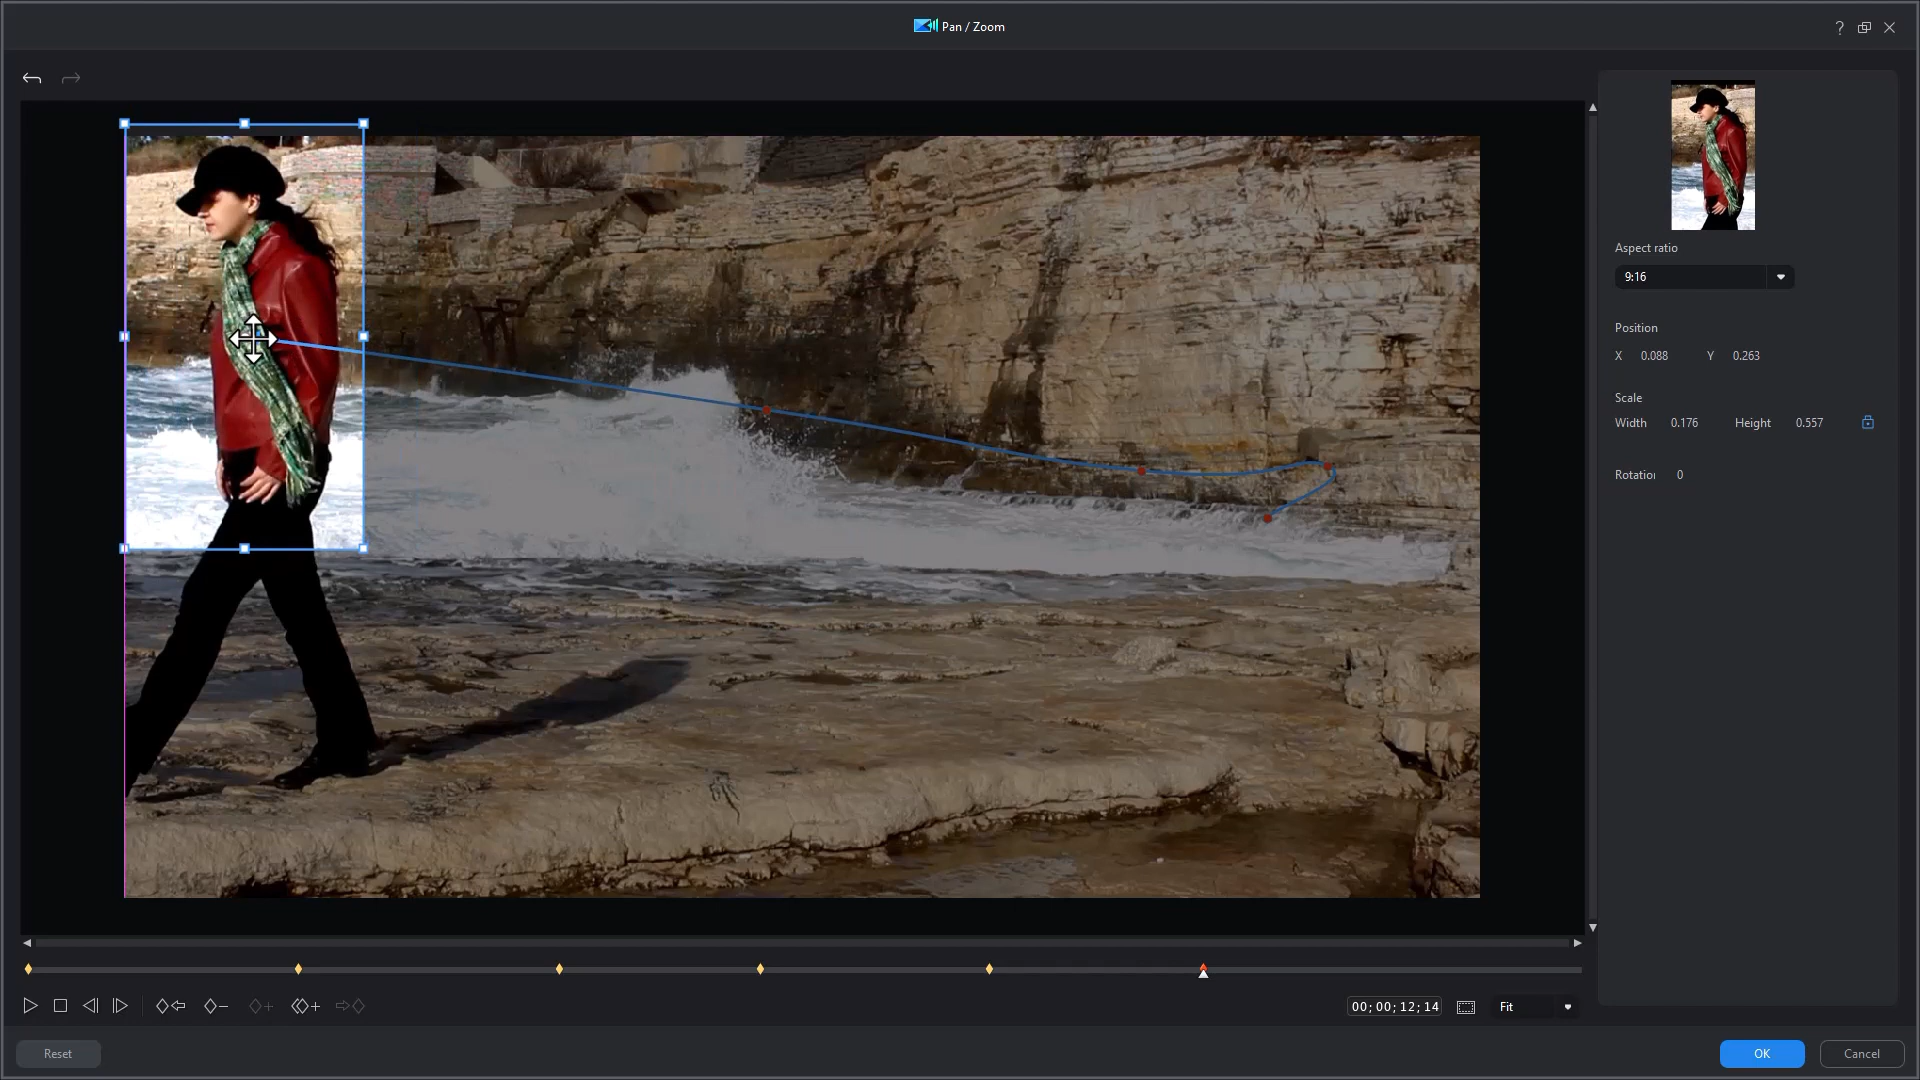 Pan / Zoom
?
Aspect ratio
9:16
Position
X 0.088 Y 0.263
Scale
Width 0.176 Height 0.557
Rotatio 0
00;00;12;14
Fit
Reset
OK
Cancel